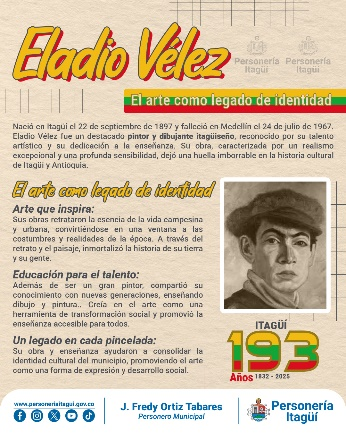 Eladio Vélez
Personería
Itagüí
Personería
Itagüí
El arte como legado de identidad
Nació en Itagüí el 22 de septiembre de 1897 y falleció en Medellín el 24 de julio de 1967.
Eladio Vélez fue un destacado pintor y dibujante itagüiseño, reconocido por su talento
artístico y su dedicación a la enseñanza. Su obra, caracterizada por un realismo
excepcional y una profunda sensibilidad, dejó una huella imborrable en la historia cultural
de Itagüí y Antioquia.
El arte como legado de identidad
Arte que inspira:
Sus obras retrataron la esencia de la vida campesina
y urbana, convirtiéndose en una ventana a las
costumbres y realidades de la época. A través del
retrato y el paisaje, inmortalizó la historia de su tierra
y su gente.
Educación para el talento:
Además de ser un gran pintor, compartió su
conocimiento con nuevas generaciones, enseñando
dibujo y pintura.. Creía en el arte como una
herramienta de transformación social y promovió la
enseñanza accesible para todos.
Un legado en cada pincelada:
Su obra y enseñanza ayudaron a consolidar la
identidad cultural del municipio, promoviendo el arte
como una forma de expresión y desarrollo social.
ITAGÜÍ
193
Años 1832 - 2025
www.personeriaitagui.gov.co
J. Fredy Ortiz Tabares
Personero Municipal
Personería
Itagüí